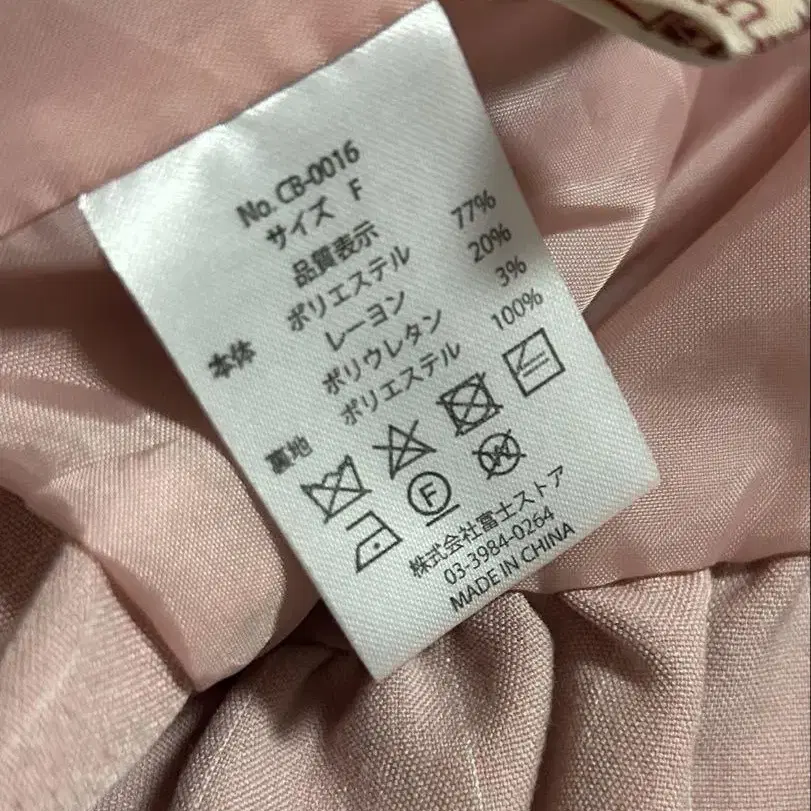 No. CB-0016
サイズ F
品質表示
本体 ポリエステル 77%
レーヨン 20%
ポリウレタン 3%
裏地 ポリエステル 100%
F W
株式会社富士ストア
03-3984-0264
MADE IN CHINA